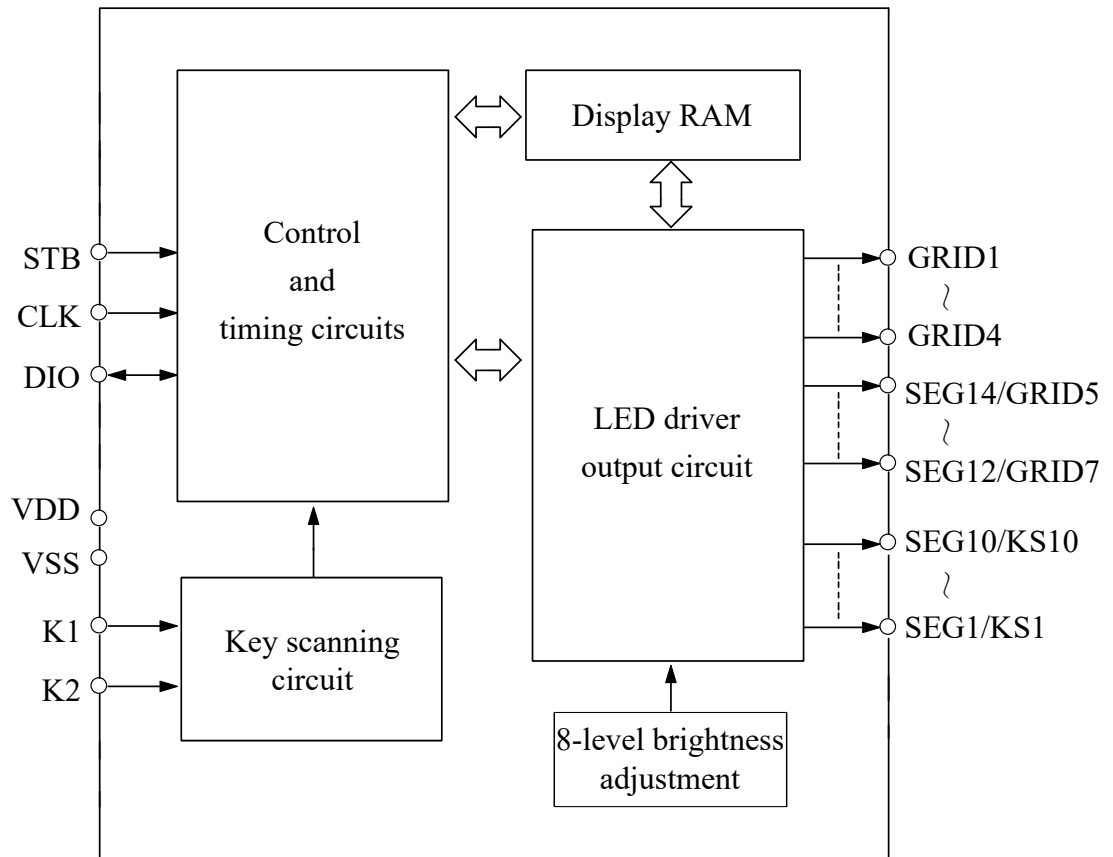 Display RAM
Control
and
timing circuits
STB
CLK
DIO
VDD
VSS
K1
K2
Key scanning
circuit
LED driver
output circuit
8-level brightness
adjustment
GRID1
~
GRID4
SEG14/GRID5
~
SEG12/GRID7
SEG10/KS10
~
SEG1/KS1